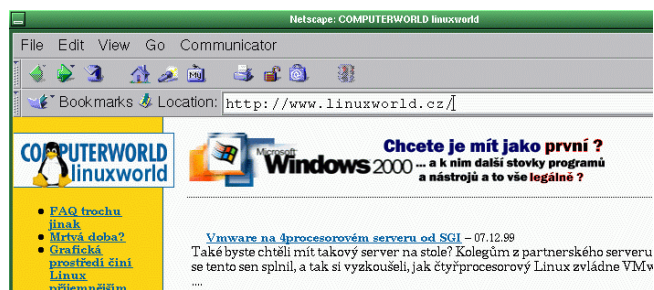 Netscape: COMPUTERWORLD linuxworld
File Edit View Go Communicator
My
Bookmarks Location: http://www.linuxworld.cz/
COMPUTERWORLD
linuxworld
Microsoft
Windows 2000
Chcete je mít jako první ?
... a k nim další stovky programů
a nástrojů a to vše legálně ?
FAQ trochu
jinak
Mrtvá doba?
Grafická
prostředí činí
Linux
příjemnějším
Vmware na 4procesorovém serveru od SGI – 07.12.99
Také byste chtěli mít takový server na stole? Kolegům z partnerského serveru
se tento sen splnil, a tak si vyzkoušeli, jak čtyřprocesorový Linux zvládne VMw
....